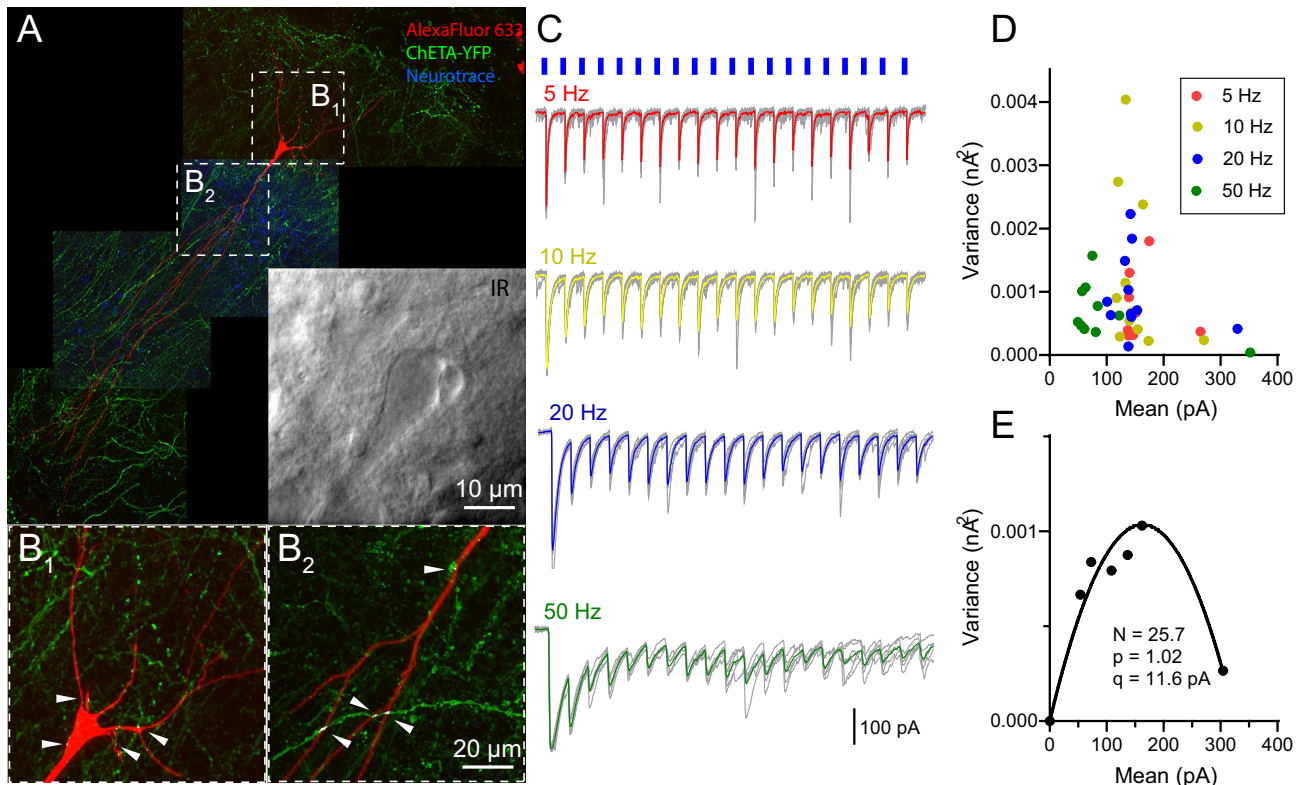 A
AlexaFluor 633
ChETA-YFP
Neurotrace
B1
B2
IR
10 µm
B1
B2
20 µm
C
5 Hz
10 Hz
20 Hz
50 Hz
100 pA
D
Variance (nA²)
0.004
0.003
0.002
0.001
0.000
5 Hz
10 Hz
20 Hz
50 Hz
0 100 200 300 400
Mean (pA)
E
Variance (nA²)
0.001
0.000
N = 25.7
p = 1.02
q = 11.6 pA
0 100 200 300 400
Mean (pA)